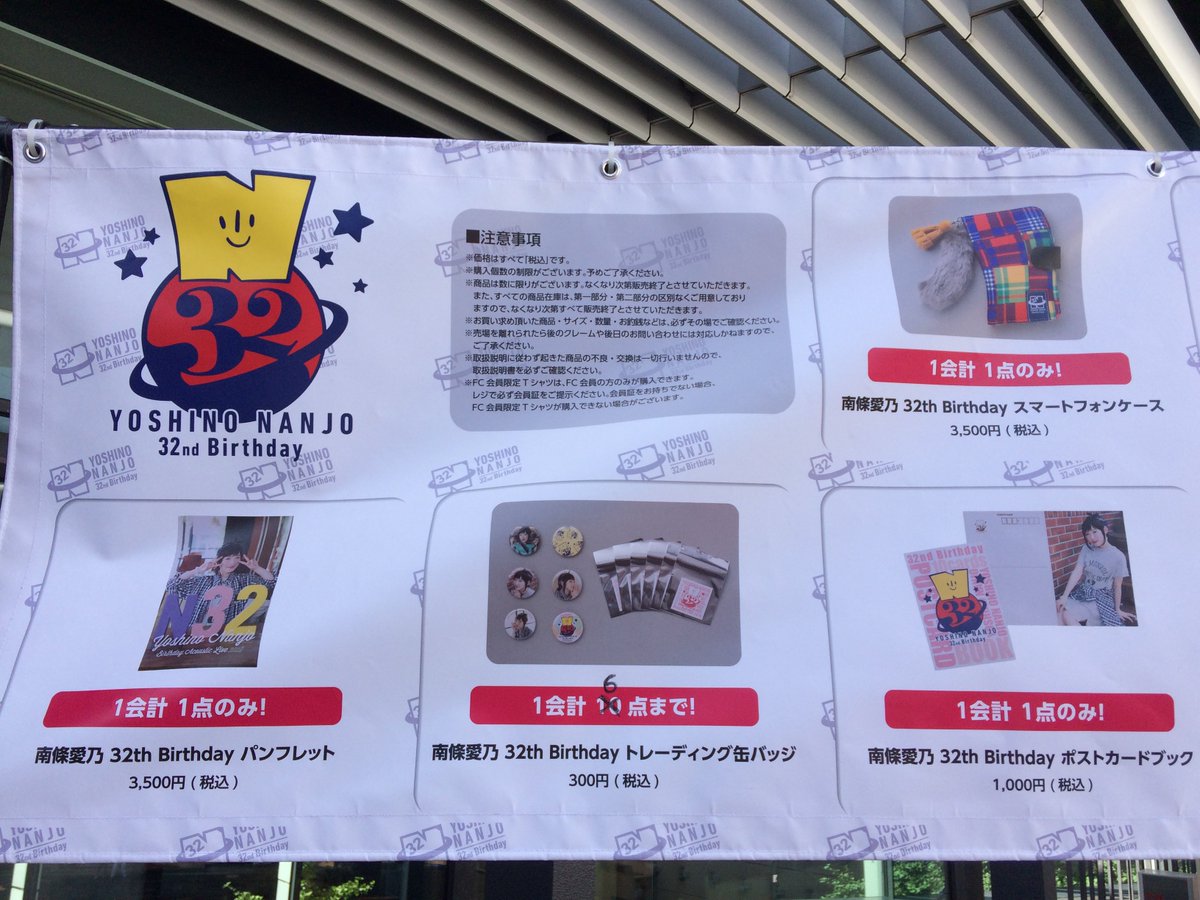 32
YOSHINO NANJO
32nd Birthday
■注意事項
※価格はすべて「税込」です。
※購入個数の制限がございます。予めご了承ください。
※商品は数に限りがございます。なくなり次第販売終了とさせていただきます。
また、すべての商品在庫は、第一部分・第二部分の区別なくご用意しており
ますので、なくなり次第すべて販売終了とさせていただきます。
※お買い求め頂いた商品・サイズ・数量・お釣銭などは、必ずその場でご確認ください。
※売場を離れられたら後のクレームや後日のお問い合わせには対応しかねますので、
ご了承ください。
※取扱説明に従わず起きた商品の不良・交換は一切行いませんので、
取扱説明書を必ずご確認ください。
※FC会員限定Tシャツは、FC会員の方のみが購入できます。
レジで必ず会員証をご提示ください。会員証をお持ちでない場合、
FC会員限定Tシャツが購入できない場合がございます。
1会計 1点のみ!
南條愛乃 32th Birthday スマートフォンケース
3,500円 (税込)
N32
Yoshino Nanjo
Birthday Acoustic Live
1会計 1点のみ!
南條愛乃 32th Birthday パンフレット
3,500円 (税込)
6
1会計 10 点まで!
南條愛乃 32th Birthday トレーディング缶バッジ
300円 (税込)
32nd Birthday
POSTCARD
BOOK
32
YOSHINO NANJO
1会計 1点のみ!
南條愛乃 32th Birthday ポストカードブック
1,000円 (税込)